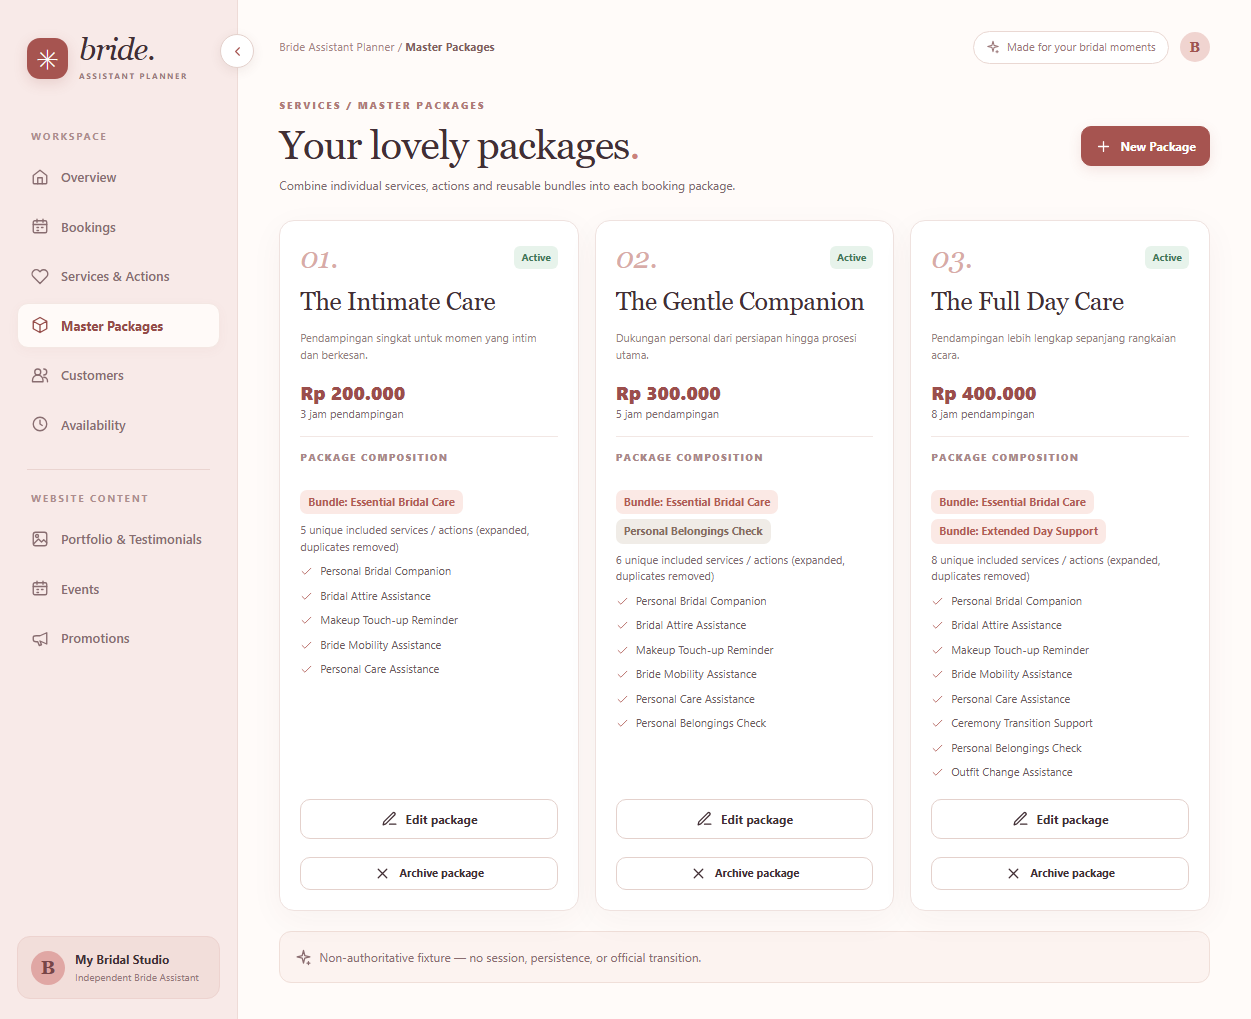 bride.
ASSISTANT PLANNER
WORKSPACE
Overview
Bookings
Services & Actions
Master Packages
Customers
Availability
WEBSITE CONTENT
Portfolio & Testimonials
Events
Promotions
B
My Bridal Studio
Independent Bride Assistant
Bride Assistant Planner / Master Packages
Made for your bridal moments
B
SERVICES / MASTER PACKAGES
Your lovely packages.
Combine individual services, actions and reusable bundles into each booking package.
New Package
01.
Active
The Intimate Care
Pendampingan singkat untuk momen yang intim
dan berkesan.
Rp 200.000
3 jam pendampingan
PACKAGE COMPOSITION
Bundle: Essential Bridal Care
5 unique included services / actions (expanded,
duplicates removed)
Personal Bridal Companion
Bridal Attire Assistance
Makeup Touch-up Reminder
Bride Mobility Assistance
Personal Care Assistance
Edit package
Archive package
02.
Active
The Gentle Companion
Dukungan personal dari persiapan hingga prosesi
utama.
Rp 300.000
5 jam pendampingan
PACKAGE COMPOSITION
Bundle: Essential Bridal Care
Personal Belongings Check
6 unique included services / actions (expanded,
duplicates removed)
Personal Bridal Companion
Bridal Attire Assistance
Makeup Touch-up Reminder
Bride Mobility Assistance
Personal Care Assistance
Personal Belongings Check
Edit package
Archive package
03.
Active
The Full Day Care
Pendampingan lebih lengkap sepanjang rangkaian
acara.
Rp 400.000
8 jam pendampingan
PACKAGE COMPOSITION
Bundle: Essential Bridal Care
Bundle: Extended Day Support
8 unique included services / actions (expanded,
duplicates removed)
Personal Bridal Companion
Bridal Attire Assistance
Makeup Touch-up Reminder
Bride Mobility Assistance
Personal Care Assistance
Ceremony Transition Support
Personal Belongings Check
Outfit Change Assistance
Edit package
Archive package
Non-authoritative fixture — no session, persistence, or official transition.